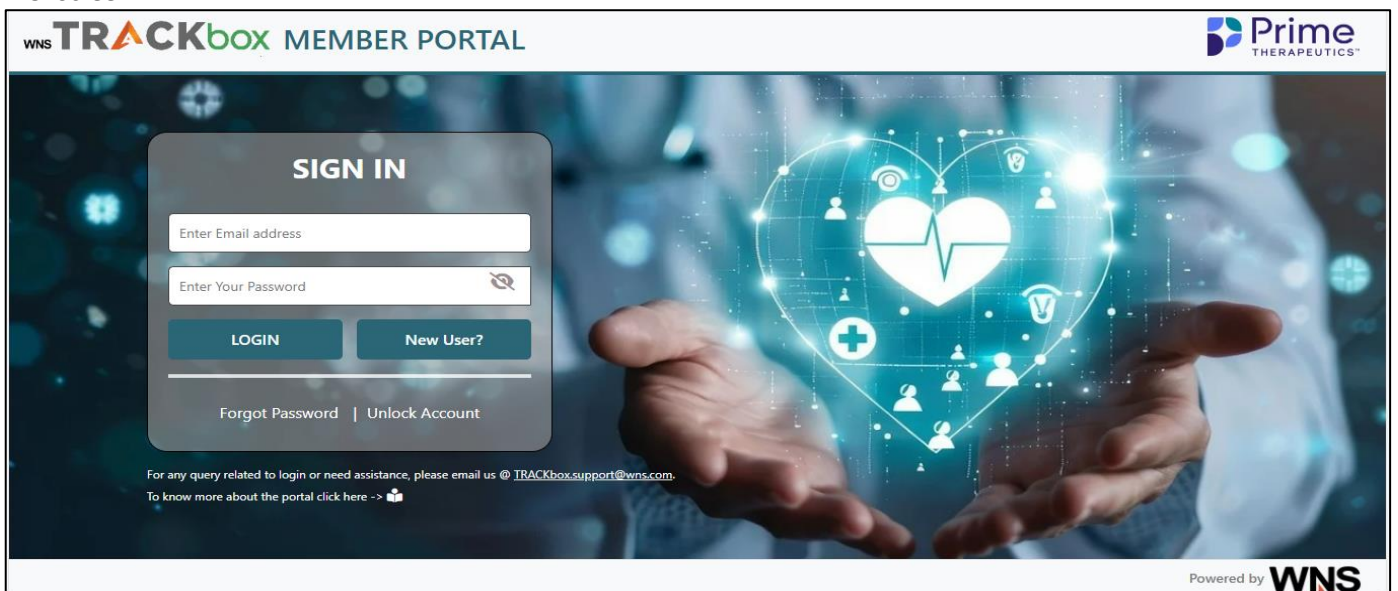 WNS TRACKbox MEMBER PORTAL
Prime
THERAPEUTICS™
SIGN IN
Enter Email address
Enter Your Password
LOGIN New User?
Forgot Password | Unlock Account
For any query related to login or need assistance, please email us @ TRACKbox.support@wns.com.
To know more about the portal click here ->
Powered by WNS